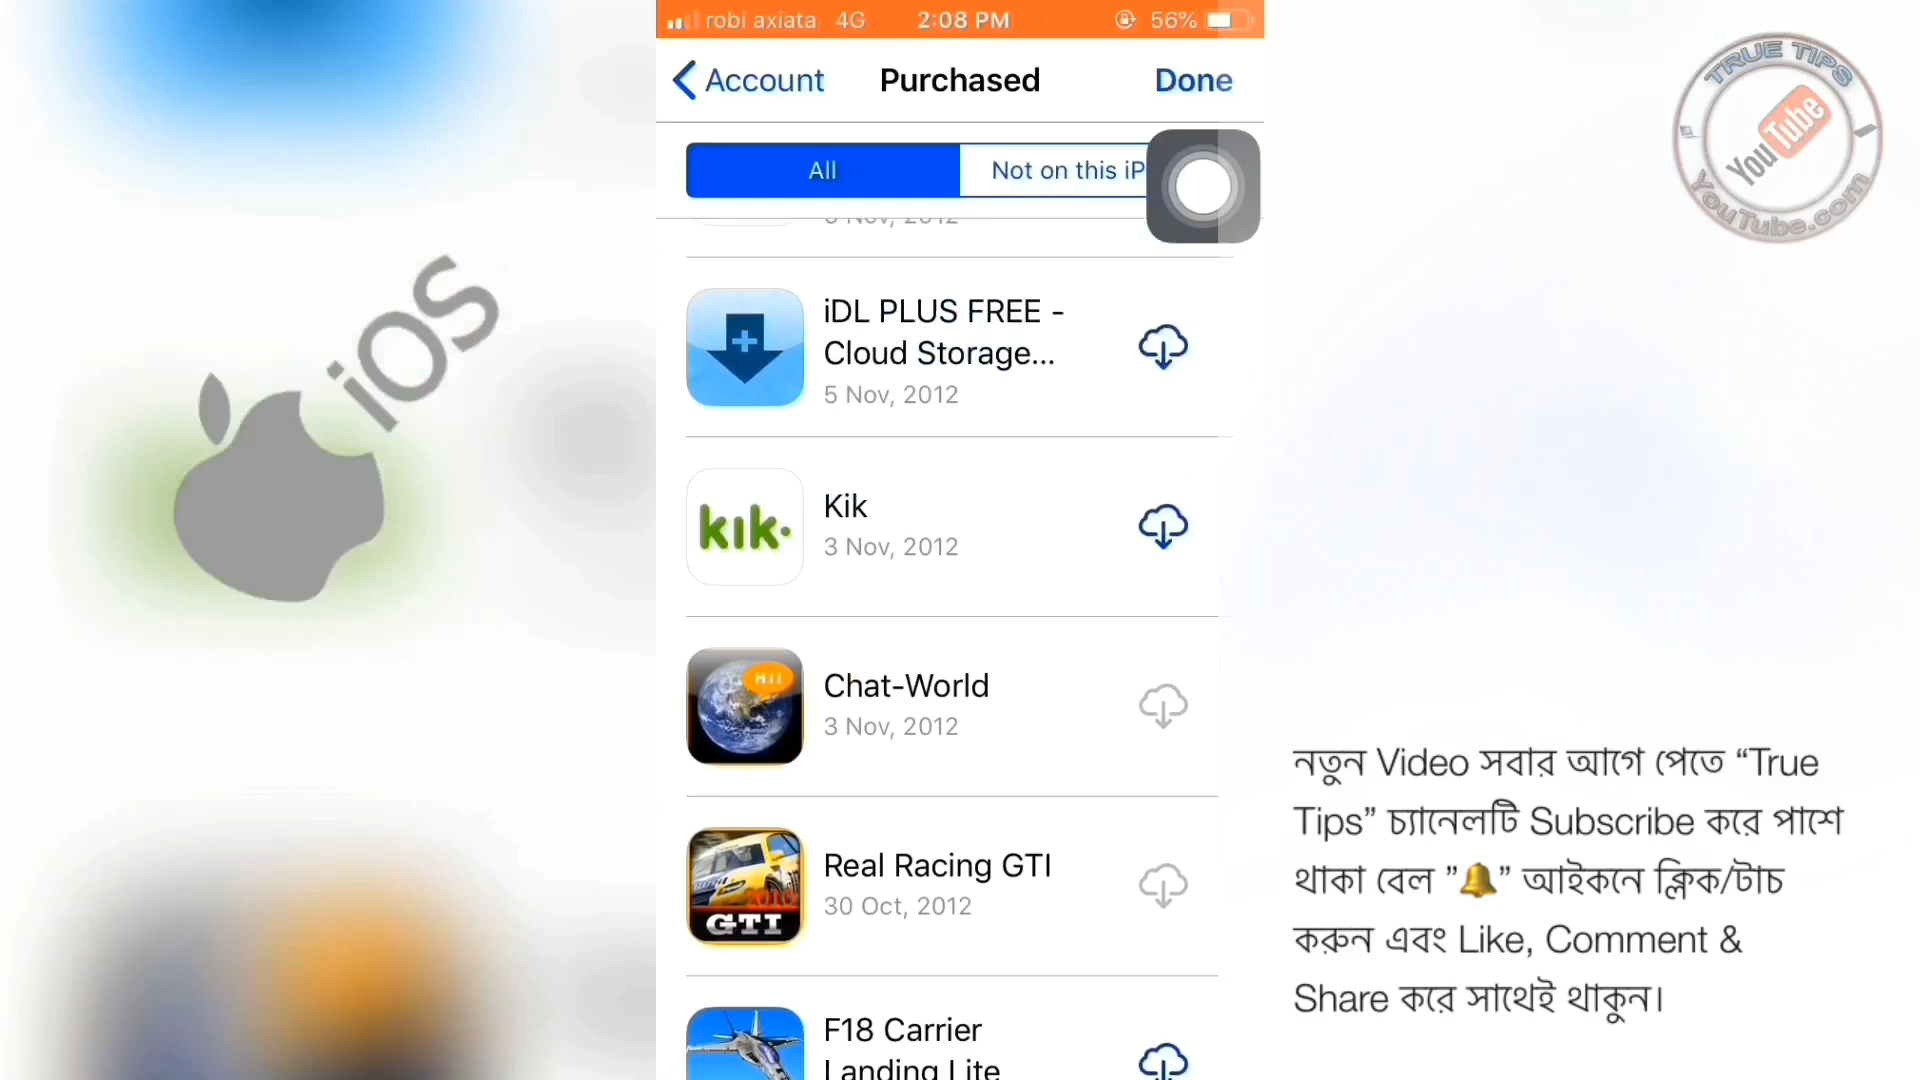 robi axiata 4G 2:08 PM 56%
Account Purchased Done
All Not on this iP
iDL PLUS FREE -
Cloud Storage...
5 Nov, 2012
kik.
Kik
3 Nov, 2012
HI!
Chat-World
3 Nov, 2012
2010
GTI
Real Racing GTI
30 Oct, 2012
F18 Carrier
Landing Lite
iOS
TRUE TIPS
YouTube
YouTube.com
নতুন Video সবার আগে পেতে “True
Tips” চ্যানেলটি Subscribe করে পাশে
থাকা বেল ”🔔” আইকনে ক্লিক/টাচ
করুন এবং Like, Comment &
Share করে সাথেই থাকুন।